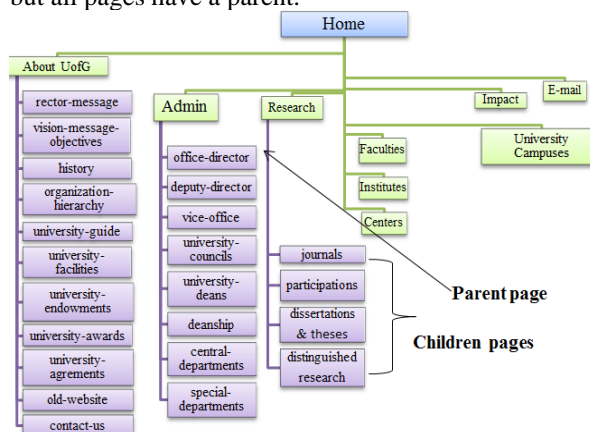 but all pages have a parent.
Home
About UofG
rector-message
vision-message-
objectives
history
organization-
hierarchy
university-guide
university-
facilities
university-
endowments
university-awards
university-
agrements
old-website
contact-us
Admin
office-director
deputy-director
vice-office
university-
councils
university-
deans
deanship
central-
departments
special-
departments
Research
journals
participations
dissertations
& theses
distinguished
research
Faculties
Institutes
Centers
Impact
E-mail
University
Campuses
Parent page
Children pages